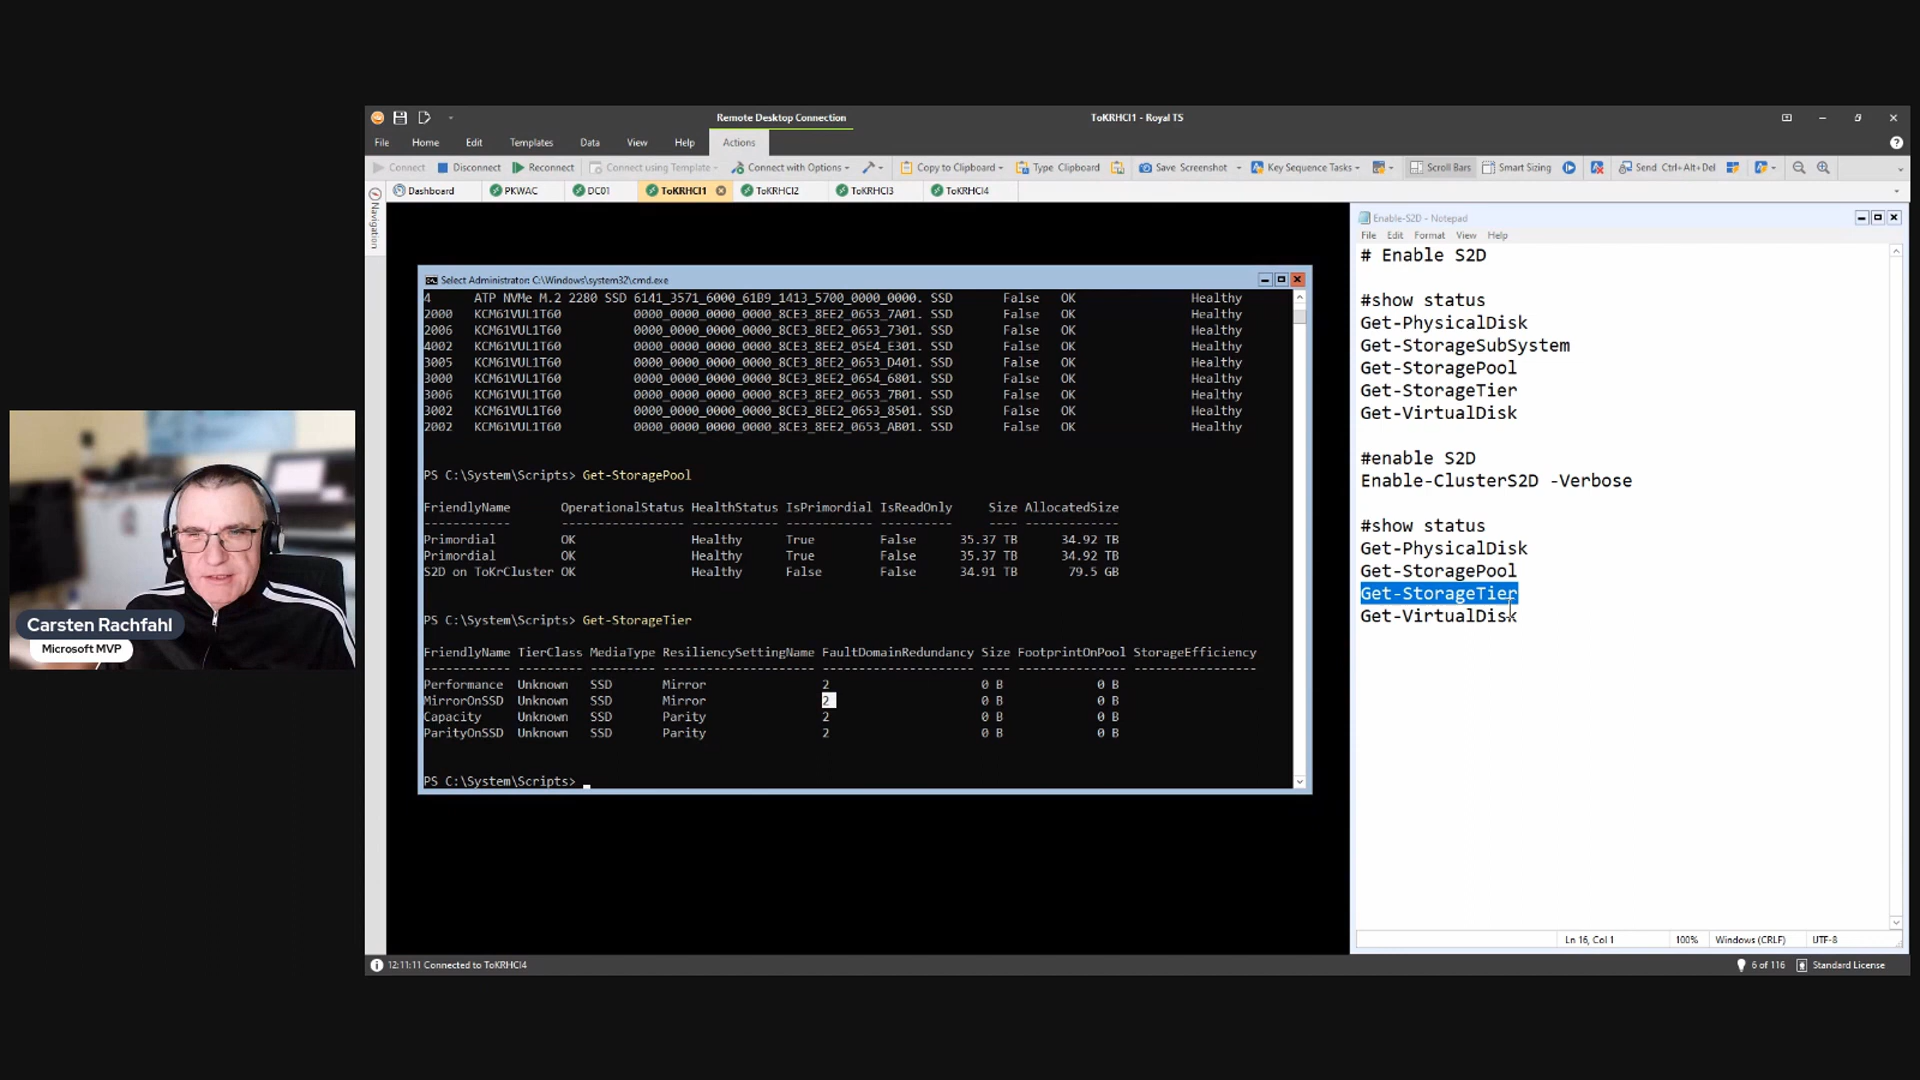 Remote Desktop Connection
ToKRHCI1 - Royal TS
File Home Edit Templates Data View Help Actions
Connect Disconnect Reconnect Connect using Template Connect with Options Copy to Clipboard Type Clipboard Save Screenshot Key Sequence Tasks Scroll Bars Smart Sizing Send Ctrl+Alt+Del
Dashboard PKWAC DC01 ToKRHCI1 ToKRHCI2 ToKRHCI3 ToKRHCI4
Navigation
Select Administrator: C:\Windows\system32\cmd.exe
4 ATP NVMe M.2 2280 SSD 6141_3571_6000_61B9_1413_5700_0000_0000. SSD False OK Healthy
2000 KCM61VUL1T60 0000_0000_0000_0000_8CE3_8EE2_0653_7A01. SSD False OK Healthy
2006 KCM61VUL1T60 0000_0000_0000_0000_8CE3_8EE2_0653_7301. SSD False OK Healthy
4002 KCM61VUL1T60 0000_0000_0000_0000_8CE3_8EE2_05E4_E301. SSD False OK Healthy
3005 KCM61VUL1T60 0000_0000_0000_0000_8CE3_8EE2_0653_D401. SSD False OK Healthy
3000 KCM61VUL1T60 0000_0000_0000_0000_8CE3_8EE2_0654_6801. SSD False OK Healthy
3006 KCM61VUL1T60 0000_0000_0000_0000_8CE3_8EE2_0653_7B01. SSD False OK Healthy
3002 KCM61VUL1T60 0000_0000_0000_0000_8CE3_8EE2_0653_8501. SSD False OK Healthy
2002 KCM61VUL1T60 0000_0000_0000_0000_8CE3_8EE2_0653_AB01. SSD False OK Healthy
PS C:\System\Scripts> Get-StoragePool
FriendlyName OperationalStatus HealthStatus IsPrimordial IsReadOnly Size AllocatedSize
------------ ----------------- ------------ ------------ ---------- ---- -------------
Primordial OK Healthy True False 35.37 TB 34.92 TB
Primordial OK Healthy True False 35.37 TB 34.92 TB
S2D on ToKrCluster OK Healthy False False 34.91 TB 79.5 GB
PS C:\System\Scripts> Get-StorageTier
FriendlyName TierClass MediaType ResiliencySettingName FaultDomainRedundancy Size FootprintOnPool StorageEfficiency
------------ --------- --------- --------------------- --------------------- ---- --------------- -----------------
Performance Unknown SSD Mirror 2 0 B 0 B
MirrorOnSSD Unknown SSD Mirror 2 0 B 0 B
Capacity Unknown SSD Parity 2 0 B 0 B
ParityOnSSD Unknown SSD Parity 2 0 B 0 B
PS C:\System\Scripts>
Enable-S2D - Notepad
File Edit Format View Help
# Enable S2D
#show status
Get-PhysicalDisk
Get-StorageSubSystem
Get-StoragePool
Get-StorageTier
Get-VirtualDisk
#enable S2D
Enable-ClusterS2D -Verbose
#show status
Get-PhysicalDisk
Get-StoragePool
Get-StorageTier
Get-VirtualDisk
Ln 16, Col 1 100% Windows (CRLF) UTF-8
12:11:11 Connected to ToKRHCI4
6 of 116 Standard License
Carsten Rachfahl
Microsoft MVP